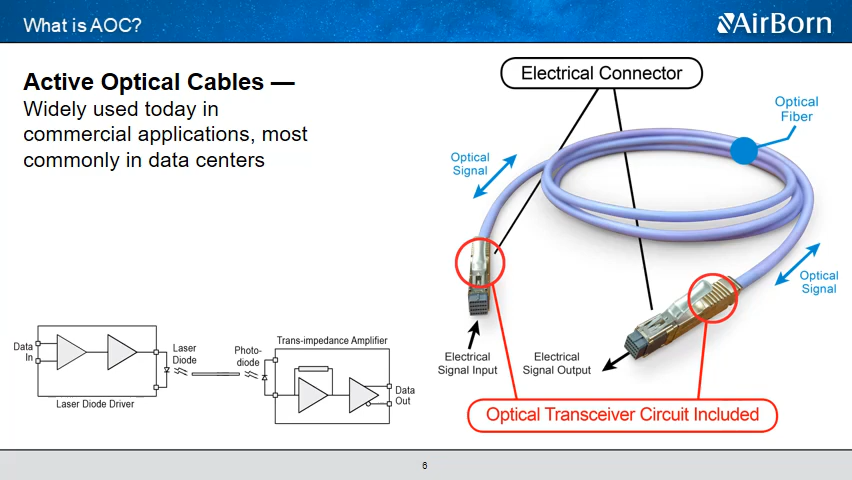 What is AOC?
AirBorn
Active Optical Cables —
Widely used today in
commercial applications, most
commonly in data centers
Electrical Connector
Optical
Fiber
Optical
Signal
Optical
Signal
Electrical
Signal Input
Electrical
Signal Output
Optical Transceiver Circuit Included
Data
In
Laser
Diode
Laser Diode Driver
Photo-
diode
Trans-impedance Amplifier
Data
Out
6